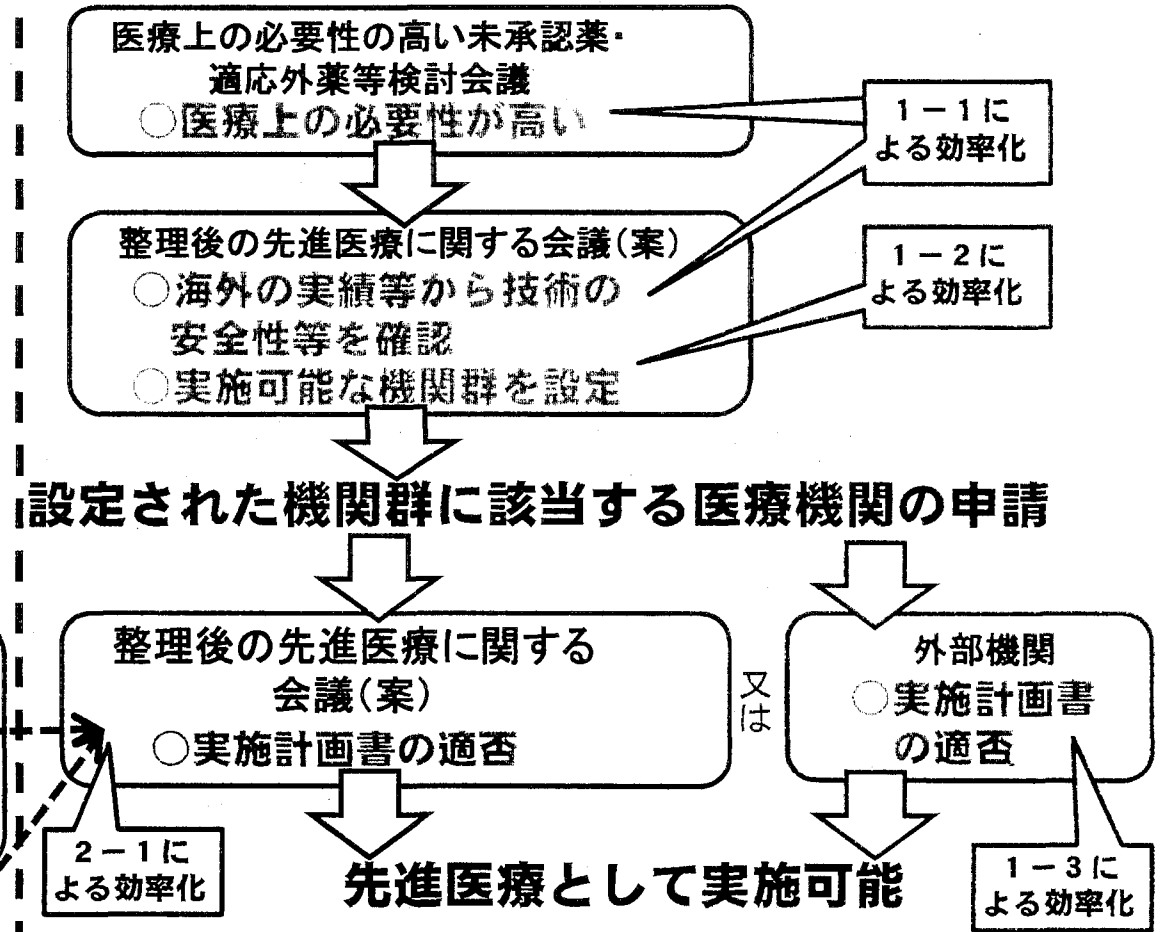 医療上の必要性の高い未承認薬・
適応外薬等検討会議
○医療上の必要性が高い
1－1に
よる効率化
整理後の先進医療に関する会議(案)
○海外の実績等から技術の
安全性等を確認
○実施可能な機関群を設定
1－2に
よる効率化
設定された機関群に該当する医療機関の申請
整理後の先進医療に関する
会議(案)
○実施計画書の適否
又は
外部機関
○実施計画書
の適否
2－1に
よる効率化
1－3に
よる効率化
先進医療として実施可能